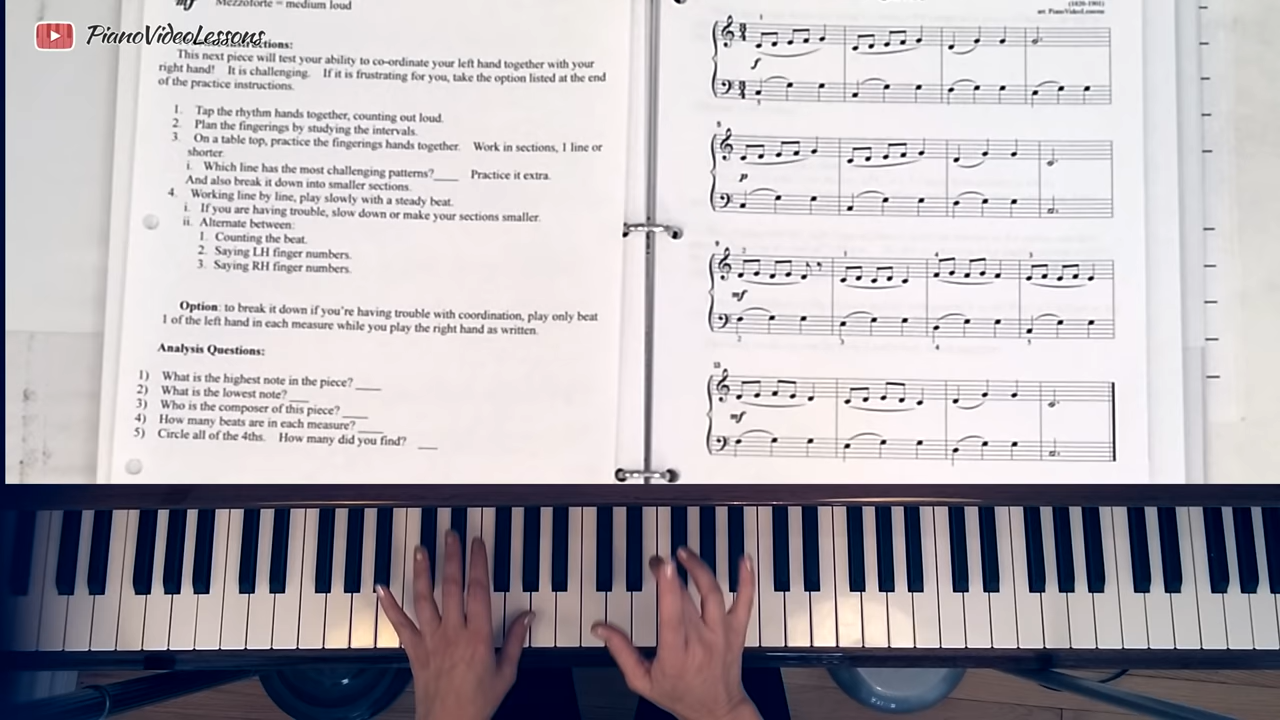 Mezzoforte = medium loud
PianoVideoLessons
This next piece will test your ability to co-ordinate your left hand together with your
right hand! It is challenging. If it is frustrating for you, take the option listed at the end
of the practice instructions.
1. Tap the rhythm hands together, counting out loud.
2. Plan the fingerings by studying the intervals.
3. On a table top, practice the fingerings hands together. Work in sections, 1 line or
shorter.
i. Which line has the most challenging patterns?____ Practice it extra.
And also break it down into smaller sections.
4. Working line by line, play slowly with a steady beat.
i. If you are having trouble, slow down or make your sections smaller.
ii. Alternate between:
1. Counting the beat.
2. Saying LH finger numbers.
3. Saying RH finger numbers.
Option: to break it down if you're having trouble with coordination, play only beat
1 of the left hand in each measure while you play the right hand as written.
Analysis Questions:
1) What is the highest note in the piece? ____
2) What is the lowest note? ____
3) Who is the composer of this piece? ____
4) How many beats are in each measure? ____
5) Circle all of the 4ths. How many did you find? ____
arr. PianoVideoLessons
f
p
mf
mf